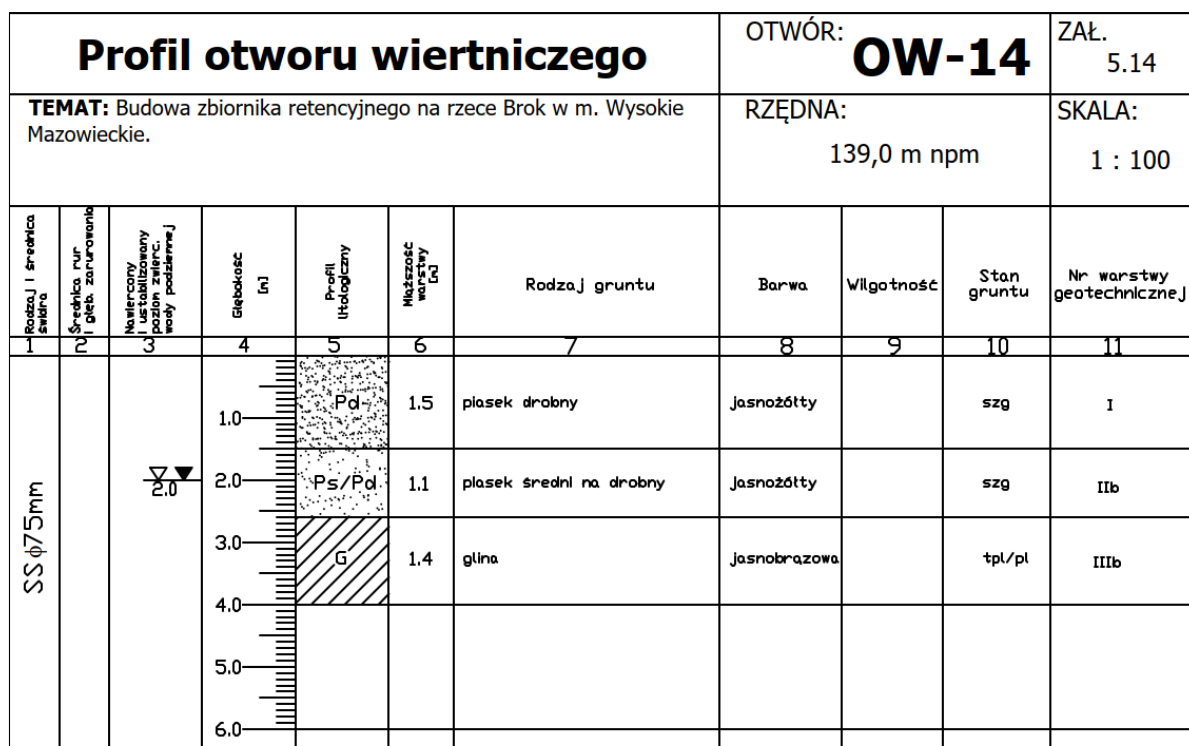 Profil otworu wiertniczego
OTWÓR:
OW-14
ZAŁ.
5.14
TEMAT: Budowa zbiornika retencyjnego na rzece Brok w m. Wysokie
Mazowieckie.
RZĘDNA:
139,0 m npm
SKALA:
1 : 100
Rodzaj i średnica
świdra
Średnica rur
i głęb. zarurowania
Nawiercony
i ustabilizowany
poziom zwierc.
wody podziemnej
Głębokość
[m]
Profil
litologiczny
Miąższość
warstwy
[m]
Rodzaj gruntu
Barwa
Wilgotność
Stan
gruntu
Nr warstwy
geotechnicznej
1 2 3 4 5 6 7 8 9 10 11
SSϕ75mm
1.0
Pd
1.5
piasek drobny
jasnożółty
szg
I
2.0
2.0
Ps/Pd
1.1
piasek średni na drobny
jasnożółty
szg
IIb
3.0
G
1.4
glina
jasnobrązowa
tpl/pl
IIIb
4.0
5.0
6.0